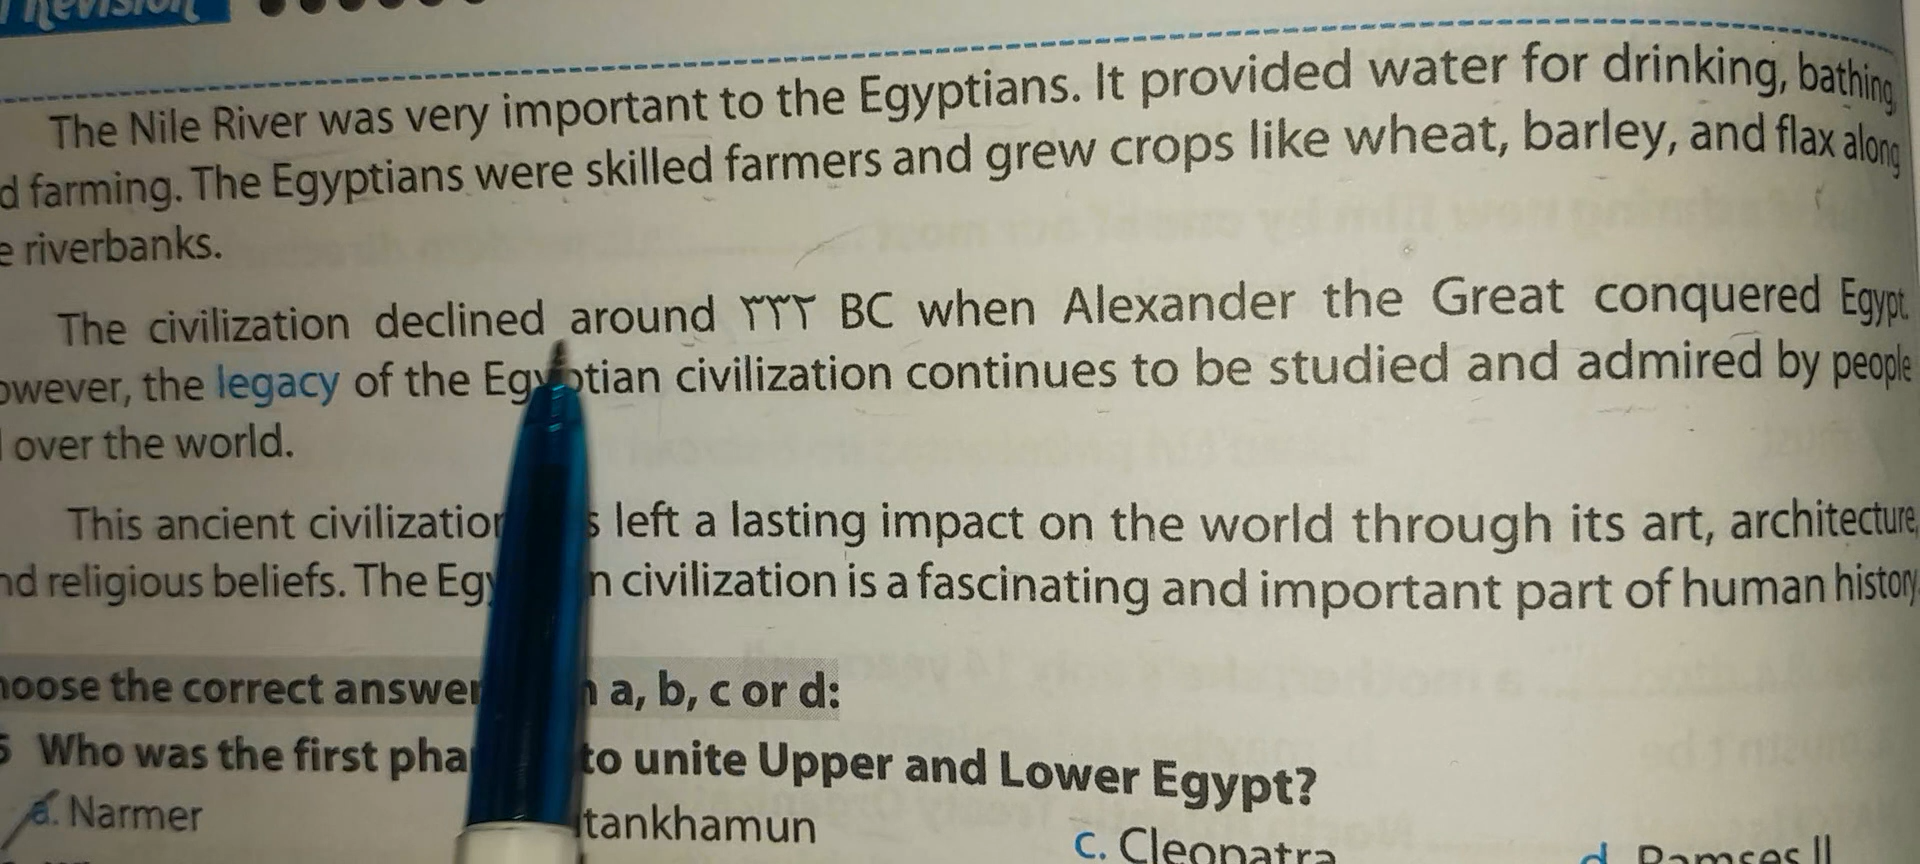 Revision
The Nile River was very important to the Egyptians. It provided water for drinking, bathing,
d farming. The Egyptians were skilled farmers and grew crops like wheat, barley, and flax along
e riverbanks.
The civilization declined around ٣٣٢ BC when Alexander the Great conquered Egypt.
owever, the legacy of the Egyptian civilization continues to be studied and admired by people
l over the world.
This ancient civilization s left a lasting impact on the world through its art, architecture,
nd religious beliefs. The Egy n civilization is a fascinating and important part of human history.
hoose the correct answer a, b, c or d:
Who was the first pha to unite Upper and Lower Egypt?
a. Narmer
tankhamun
c. Cleopatra
d. Ramses II